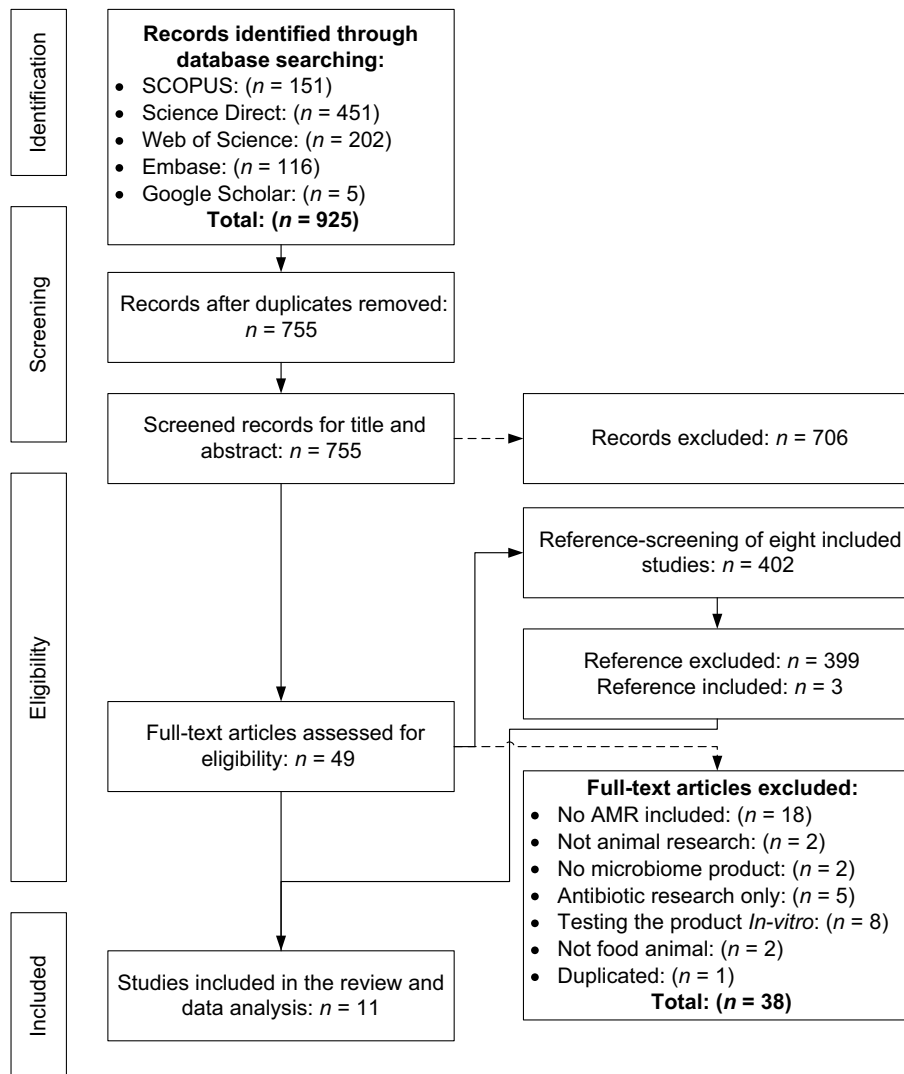 Identification
Records identified through
database searching:
• SCOPUS: (n = 151)
• Science Direct: (n = 451)
• Web of Science: (n = 202)
• Embase: (n = 116)
• Google Scholar: (n = 5)
Total: (n = 925)
Screening
Records after duplicates removed:
n = 755
Screened records for title and
abstract: n = 755
Records excluded: n = 706
Eligibility
Reference-screening of eight included
studies: n = 402
Reference excluded: n = 399
Reference included: n = 3
Full-text articles assessed for
eligibility: n = 49
Full-text articles excluded:
• No AMR included: (n = 18)
• Not animal research: (n = 2)
• No microbiome product: (n = 2)
• Antibiotic research only: (n = 5)
• Testing the product In-vitro: (n = 8)
• Not food animal: (n = 2)
• Duplicated: (n = 1)
Total: (n = 38)
Included
Studies included in the review and
data analysis: n = 11